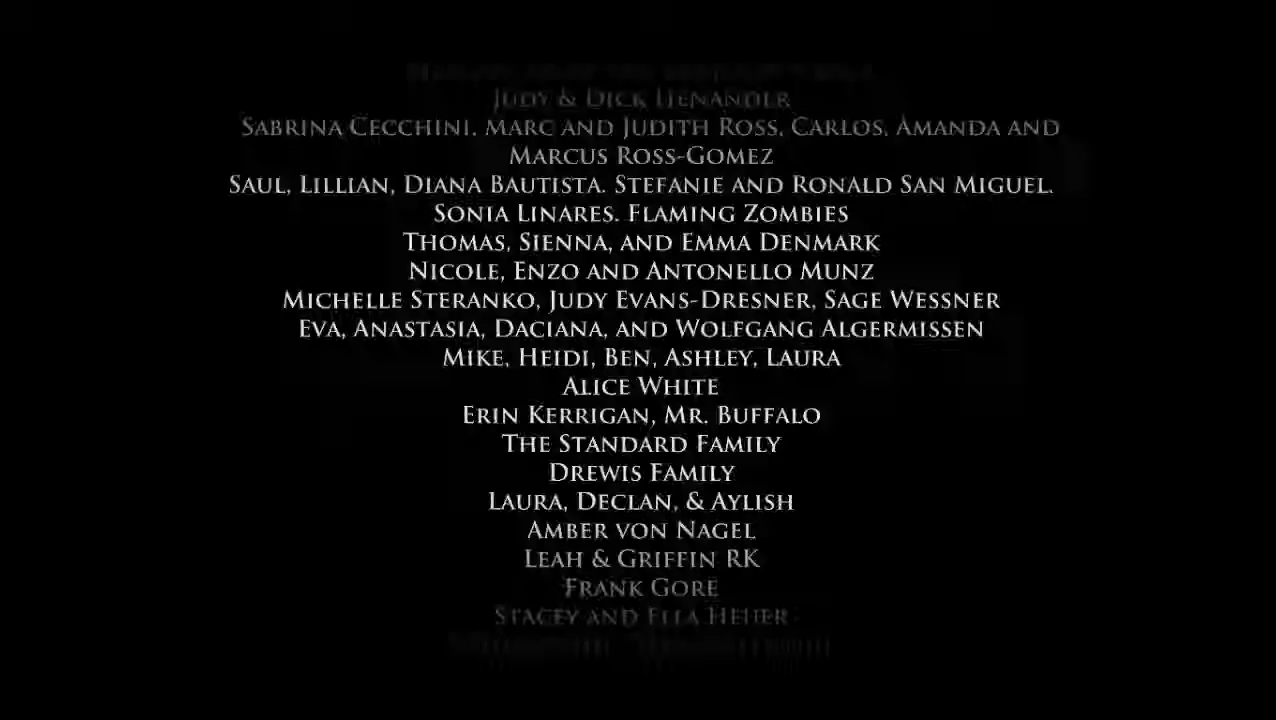 Judy & Dick Henander
Sabrina Cecchini. Marc and Judith Ross, Carlos, Amanda and
Marcus Ross-Gomez
Saul, Lillian, Diana Bautista. Stefanie and Ronald San Miguel.
Sonia Linares. Flaming Zombies
Thomas, Sienna, and Emma Denmark
Nicole, Enzo and Antonello Munz
Michelle Steranko, Judy Evans-Dresner, Sage Wessner
Eva, Anastasia, Daciana, and Wolfgang Algermissen
Mike, Heidi, Ben, Ashley, Laura
Alice White
Erin Kerrigan, Mr. Buffalo
The Standard Family
Drewis Family
Laura, Declan, & Aylish
Amber von Nagel
Leah & Griffin RK
Frank Gore
Stacey and Ella Heher